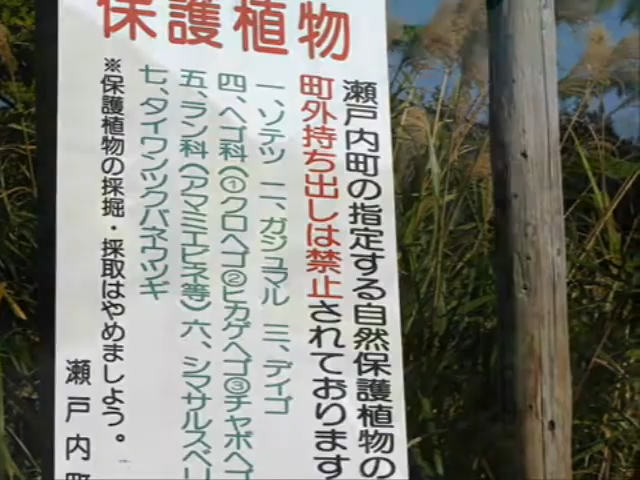 保護植物
瀬戸内町の指定する自然保護植物の
町外持ち出しは禁止されております
一、ソテツ 二、ガジュマル 三、デイゴ
四、ヘゴ科(①クロヘゴ②ヒカゲヘゴ③チャボヘゴ
五、ラン科(アマミエビネ等)六、シマサルスベリ
七、タイワンツクバネウツギ
※保護植物の採掘・採取はやめましょう。
瀬戸内町